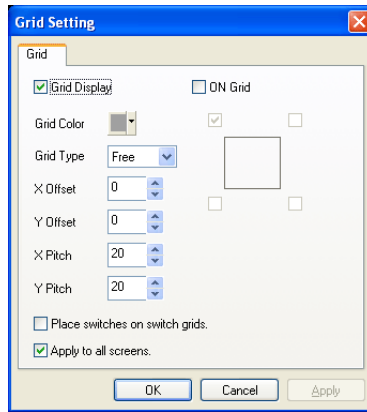 Grid Setting
Grid
Grid Display
ON Grid
Grid Color
Grid Type
Free
X Offset
0
Y Offset
0
X Pitch
20
Y Pitch
20
Place switches on switch grids.
Apply to all screens.
OK
Cancel
Apply